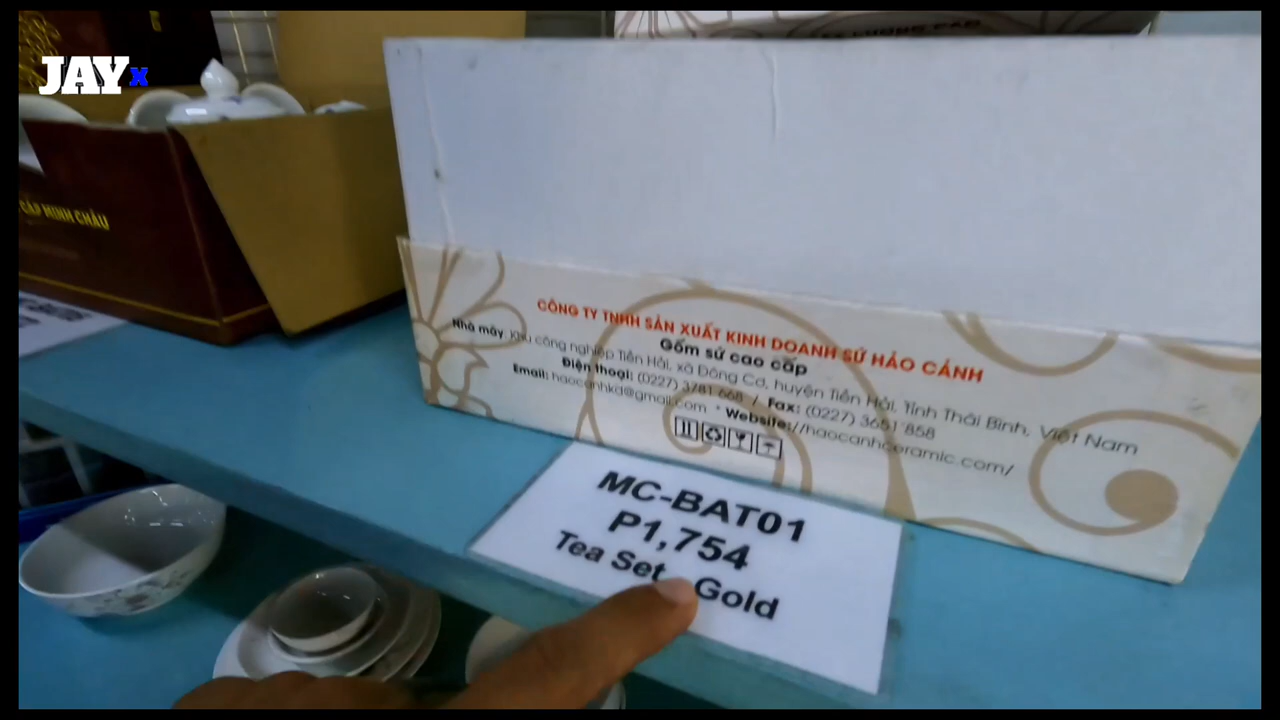 JAYx
CAP MINH CHÂU
CÔNG TY TNHH SẢN XUẤT KINH DOANH SỨ HẢO CẢNH
Gốm sứ cao cấp
Nhà máy: Khu công nghiệp Tiền Hải, xã Đông Cơ, huyện Tiền Hải, Tỉnh Thái Bình, Việt Nam
Điện thoại: (0227) 3781 668 / Fax: (0227) 3651 858
Email: haocanhkd@gmail.com * Website://haocanhceramic.com/
MC-BAT01
P1,754
Tea Set Gold